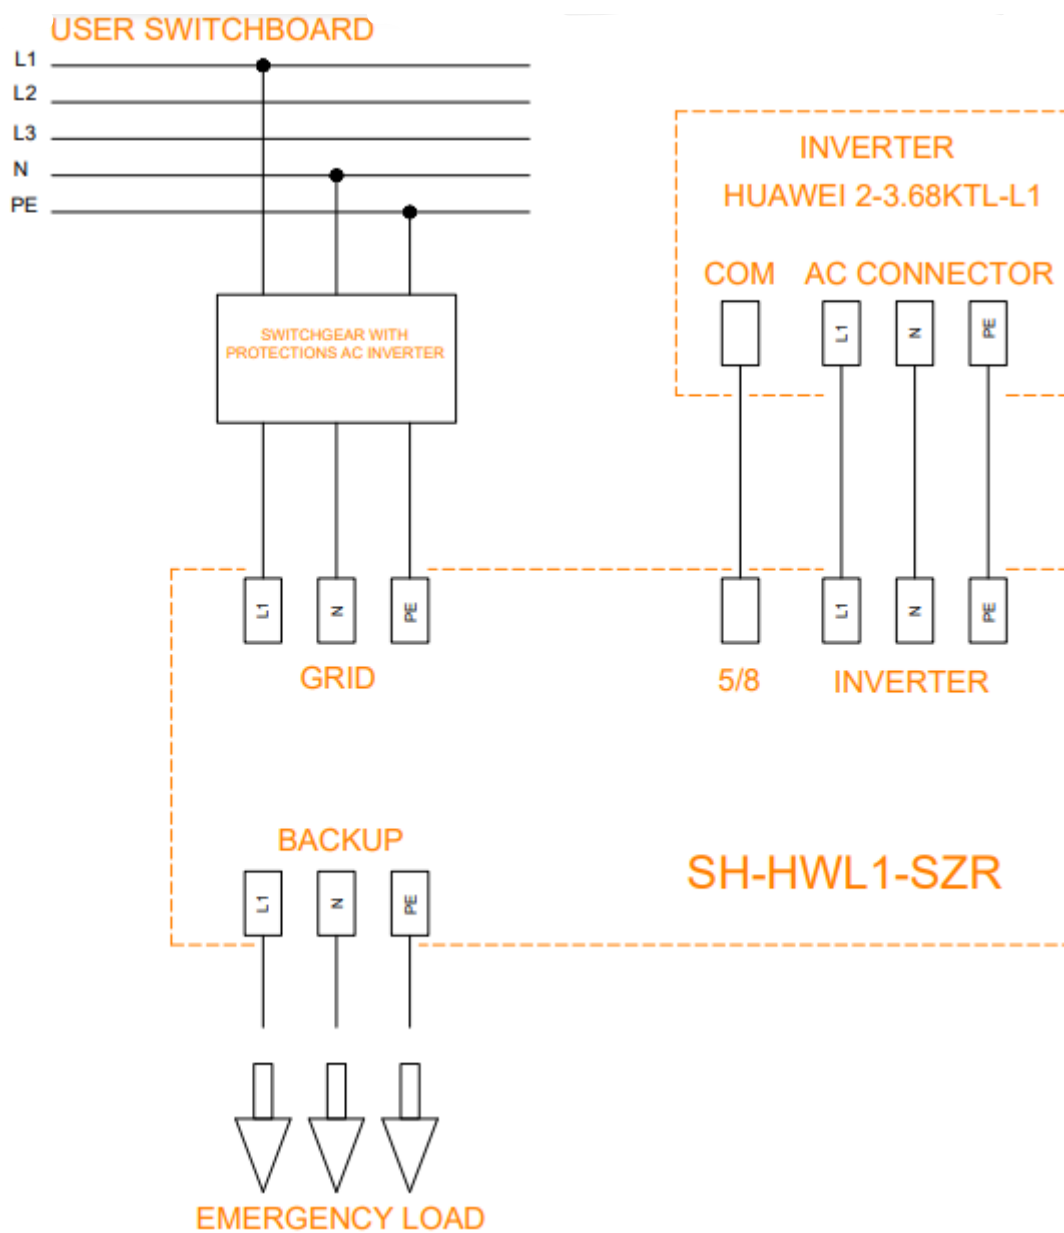 USER SWITCHBOARD
L1
L2
L3
N
PE
INVERTER
HUAWEI 2-3.68KTL-L1
COM AC CONNECTOR
L1 N PE
SWITCHGEAR WITH
PROTECTIONS AC INVERTER
L1 N PE
L1 N PE
GRID
5/8 INVERTER
BACKUP
SH-HWL1-SZR
L1 N PE
EMERGENCY LOAD